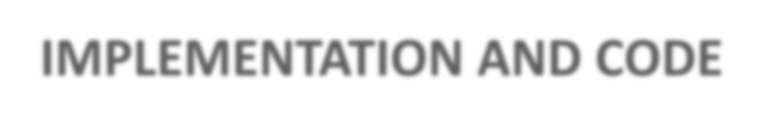 IMPLEMENTATION AND CODE